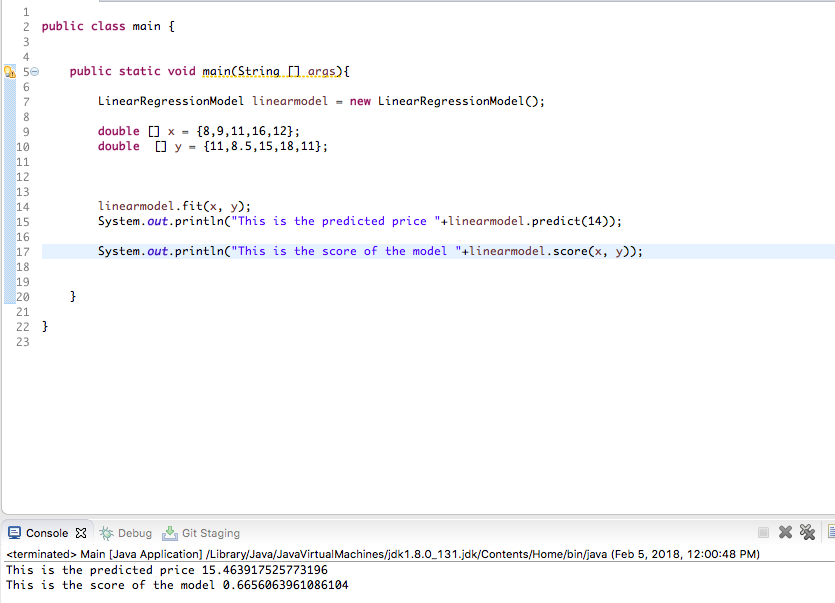 1
2 public class main {
3
4
5 public static void main(String [] args){
6
7 LinearRegressionModel linearmodel = new LinearRegressionModel();
8
9 double [] x = {8,9,11,16,12};
10 double  [] y = {11,8.5,15,18,11};
11
12
13
14 linearmodel.fit(x, y);
15 System.out.println("This is the predicted price "+linearmodel.predict(14));
16
17 System.out.println("This is the score of the model "+linearmodel.score(x, y));
18
19
20 }
21
22 }
23
Console Debug Git Staging
<terminated> Main [Java Application] /Library/Java/JavaVirtualMachines/jdk1.8.0_131.jdk/Contents/Home/bin/java (Feb 5, 2018, 12:00:48 PM)
This is the predicted price 15.463917525773196
This is the score of the model 0.6656063961086104